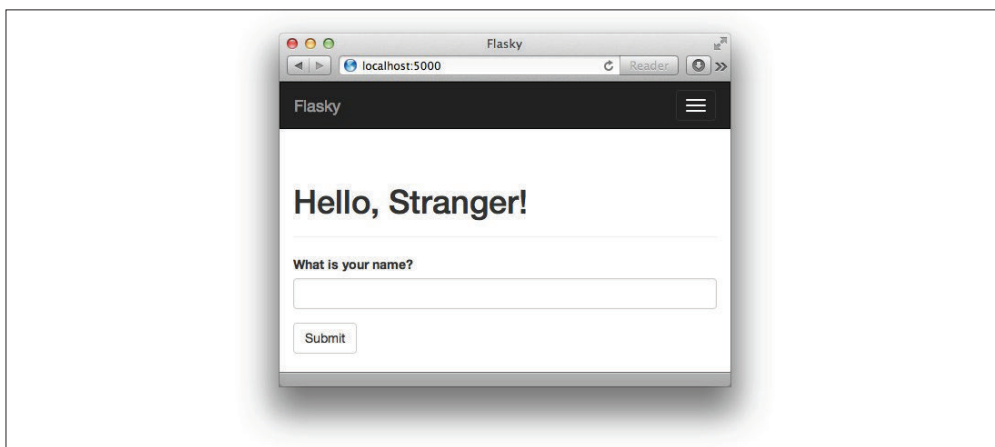 Flasky
localhost:5000
Reader
Flasky
Hello, Stranger!
What is your name?
Submit